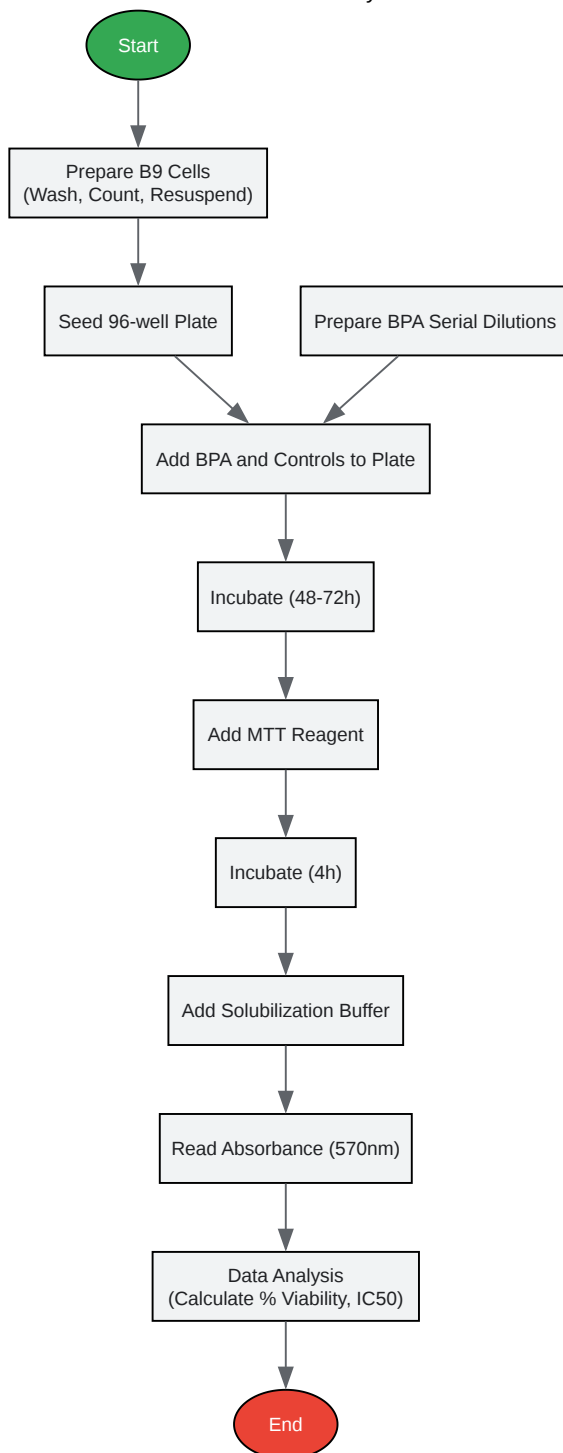 Start
Prepare B9 Cells
(Wash, Count, Resuspend)
Seed 96-well Plate
Prepare BPA Serial Dilutions
Add BPA and Controls to Plate
Incubate (48-72h)
Add MTT Reagent
Incubate (4h)
Add Solubilization Buffer
Read Absorbance (570nm)
Data Analysis
(Calculate % Viability, IC50)
End